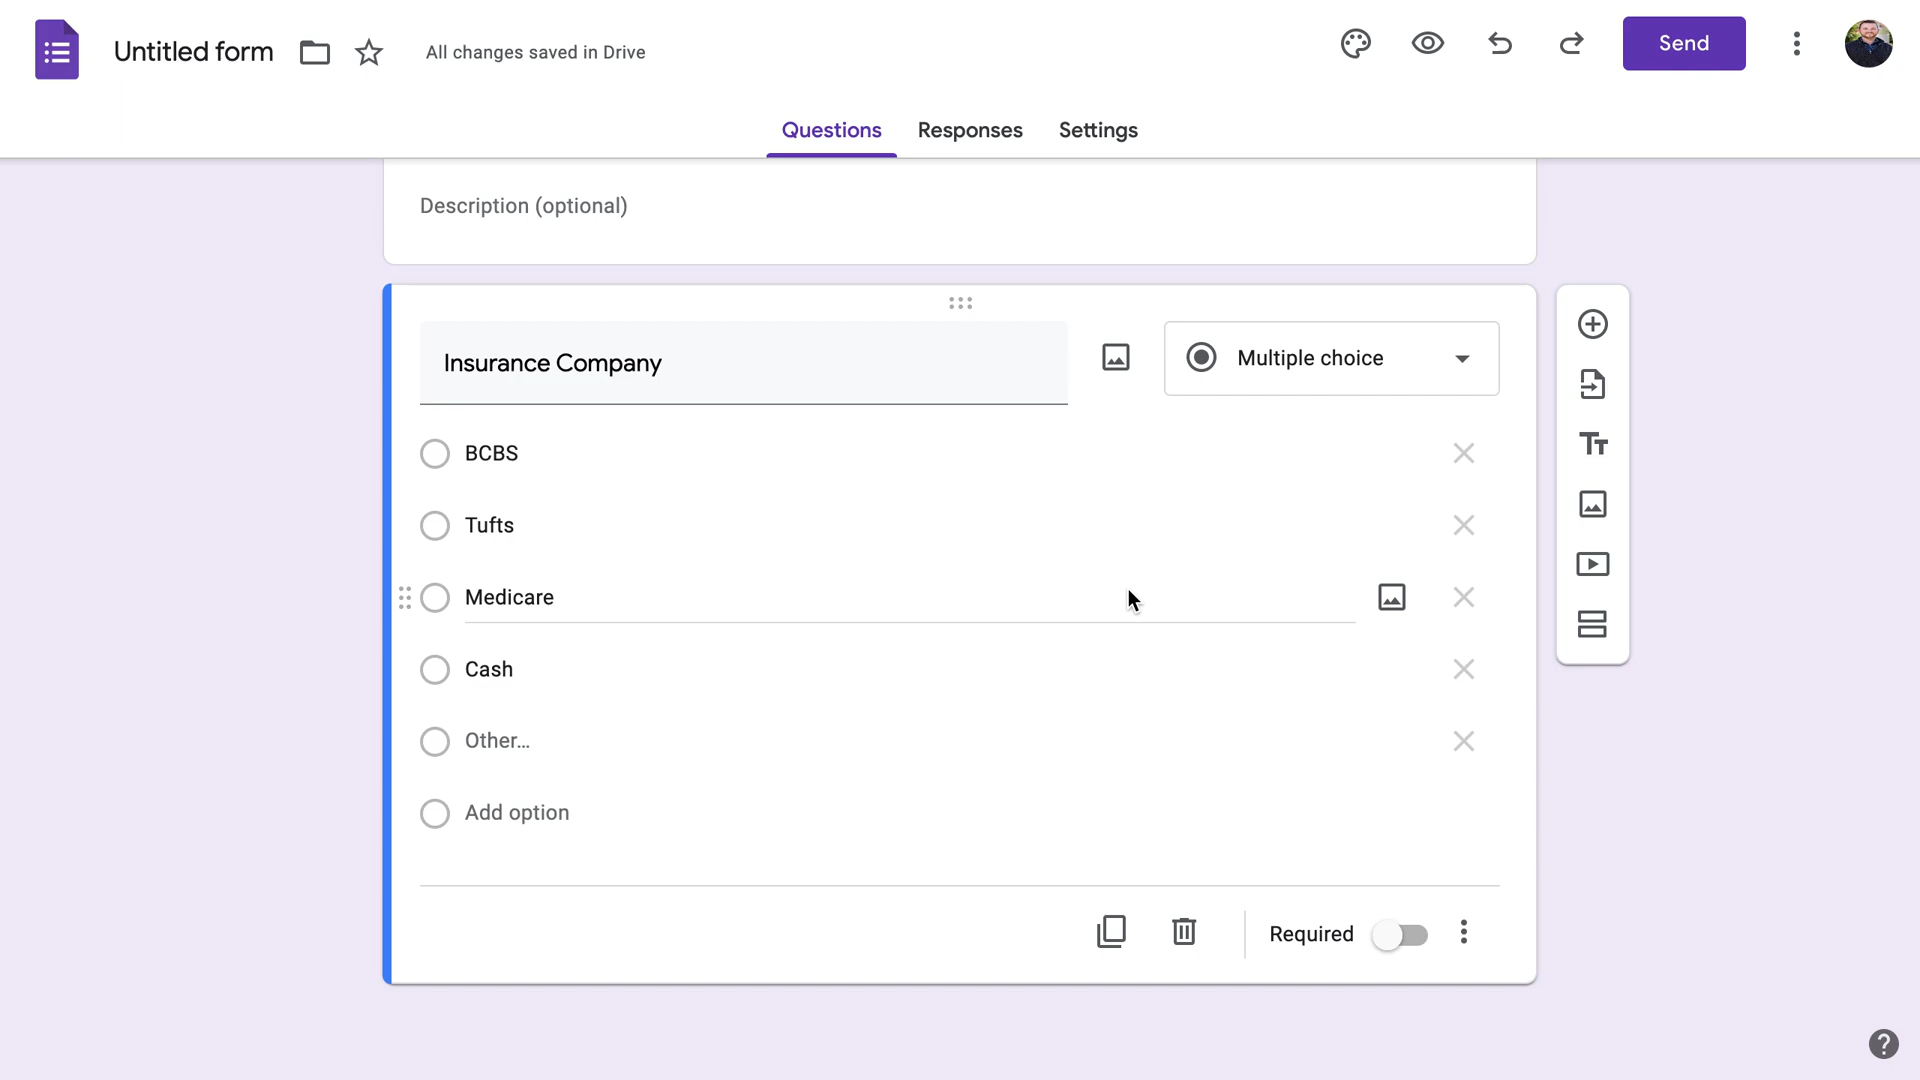 Untitled form
All changes saved in Drive
Send
Questions
Responses
Settings
Description (optional)
Insurance Company
Multiple choice
BCBS
Tufts
Medicare
Cash
Other...
Add option
Required